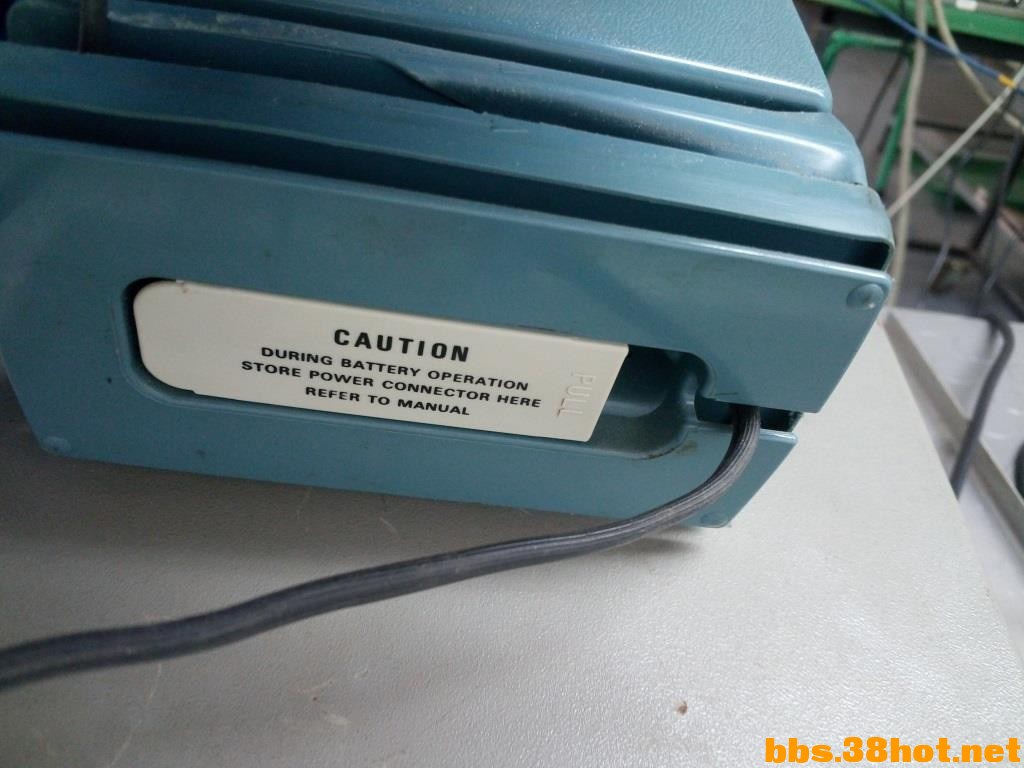 CAUTION
DURING BATTERY OPERATION
STORE POWER CONNECTOR HERE
REFER TO MANUAL
PULL
bbs.38hot.net